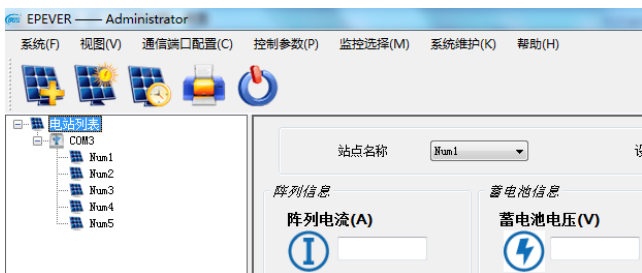 EPEVER —— Administrator
系统(F) 视图(V) 通信端口配置(C) 控制参数(P) 监控选择(M) 系统维护(K) 帮助(H)
电站列表
COM3
Num1
Num2
Num3
Num4
Num5
站点名称 Num1
阵列信息 蓄电池信息
阵列电流(A) 蓄电池电压(V)